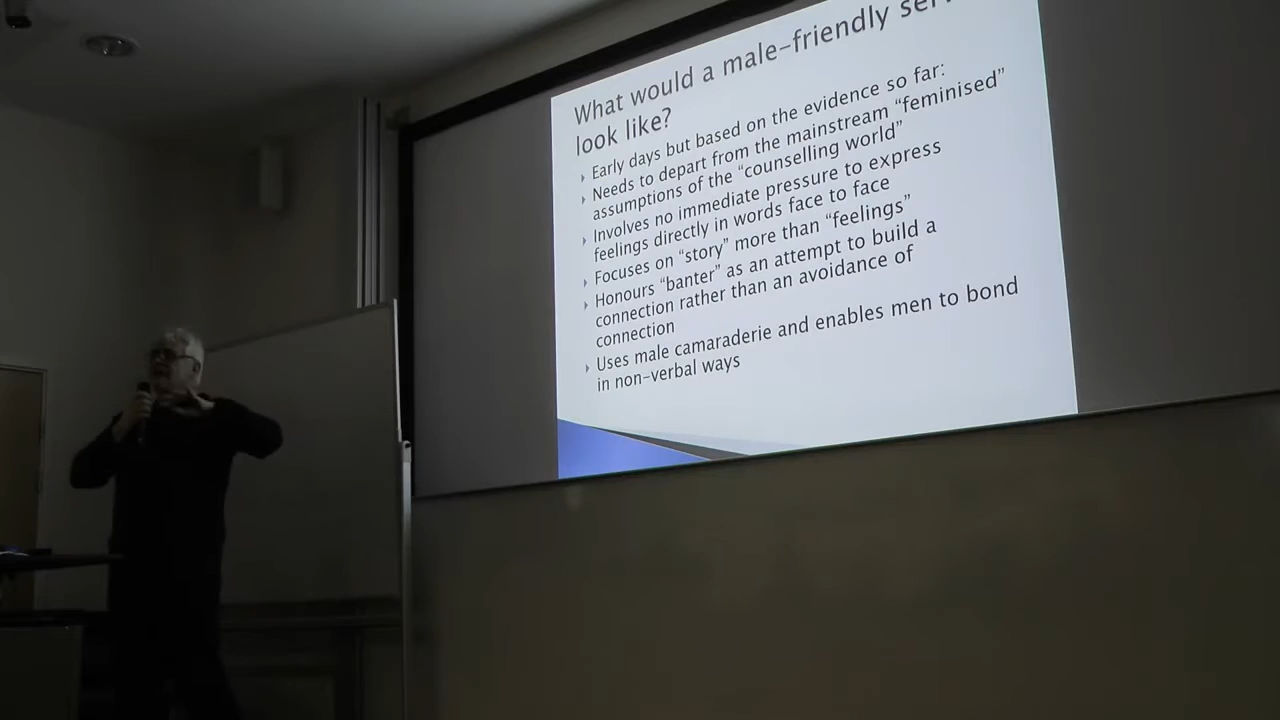 What would a male-friendly
look like?
Early days but based on the evidence so far:
Needs to depart from the mainstream “feminised”
assumptions of the “counselling world”
Involves no immediate pressure to express
feelings directly in words face to face
Focuses on “story” more than “feelings”
Honours “banter” as an attempt to build a
connection rather than an avoidance of
connection
Uses male camaraderie and enables men to bond
in non-verbal ways